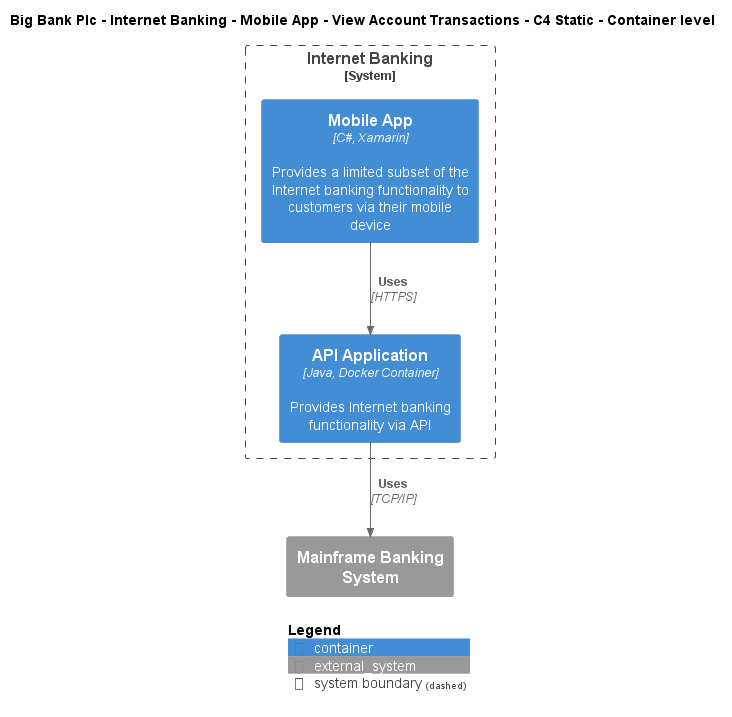 Big Bank Plc - Internet Banking - Mobile App - View Account Transactions - C4 Static - Container level
Internet Banking
[System]
Mobile App
[C#, Xamarin]
Provides a limited subset of the
Internet banking functionality to
customers via their mobile
device
Uses
[HTTPS]
API Application
[Java, Docker Container]
Provides Internet banking
functionality via API
Uses
[TCP/IP]
Mainframe Banking
System
Legend
container
external_system
system boundary (dashed)